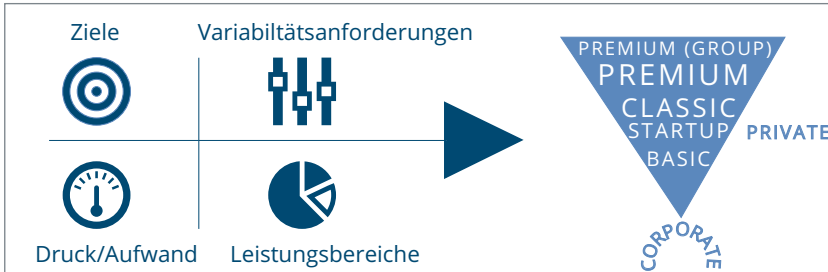 Ziele
Variabiltätsanforderungen
Druck/Aufwand
Leistungsbereiche
PREMIUM (GROUP)
PREMIUM
CLASSIC
STARTUP
BASIC
PRIVATE
CORPORATE